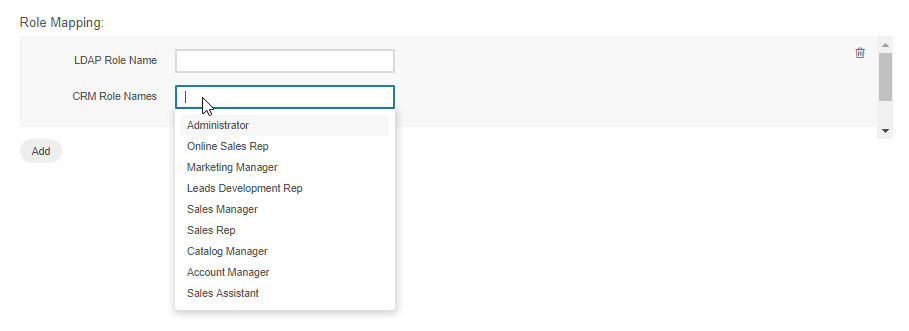 Role Mapping:
LDAP Role Name
CRM Role Names
Administrator
Online Sales Rep
Marketing Manager
Leads Development Rep
Sales Manager
Sales Rep
Catalog Manager
Account Manager
Sales Assistant
Add